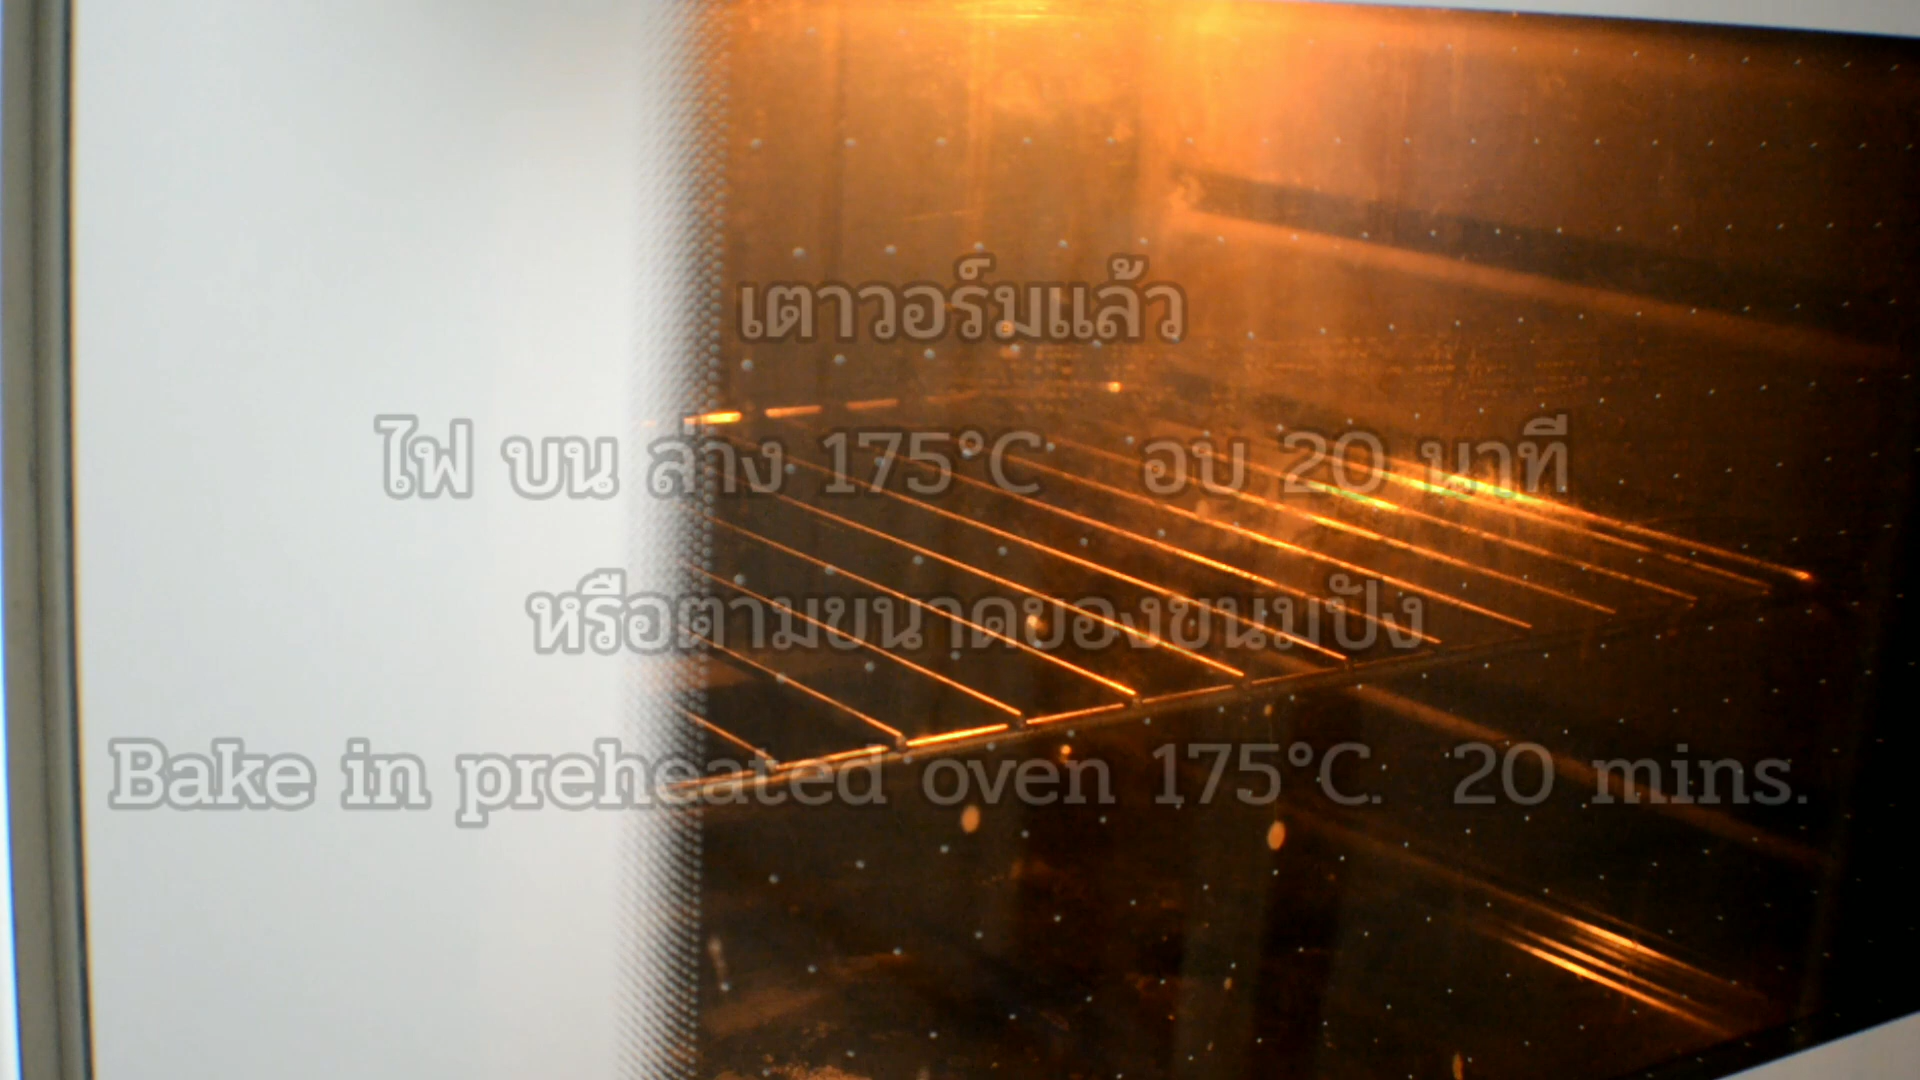 เตาวอร์มแล้ว
ไฟ บน ล่าง 175°C อบ 20 นาที
หรือตามขนาดของขนมปัง
Bake in preheated oven 175°C. 20 mins.